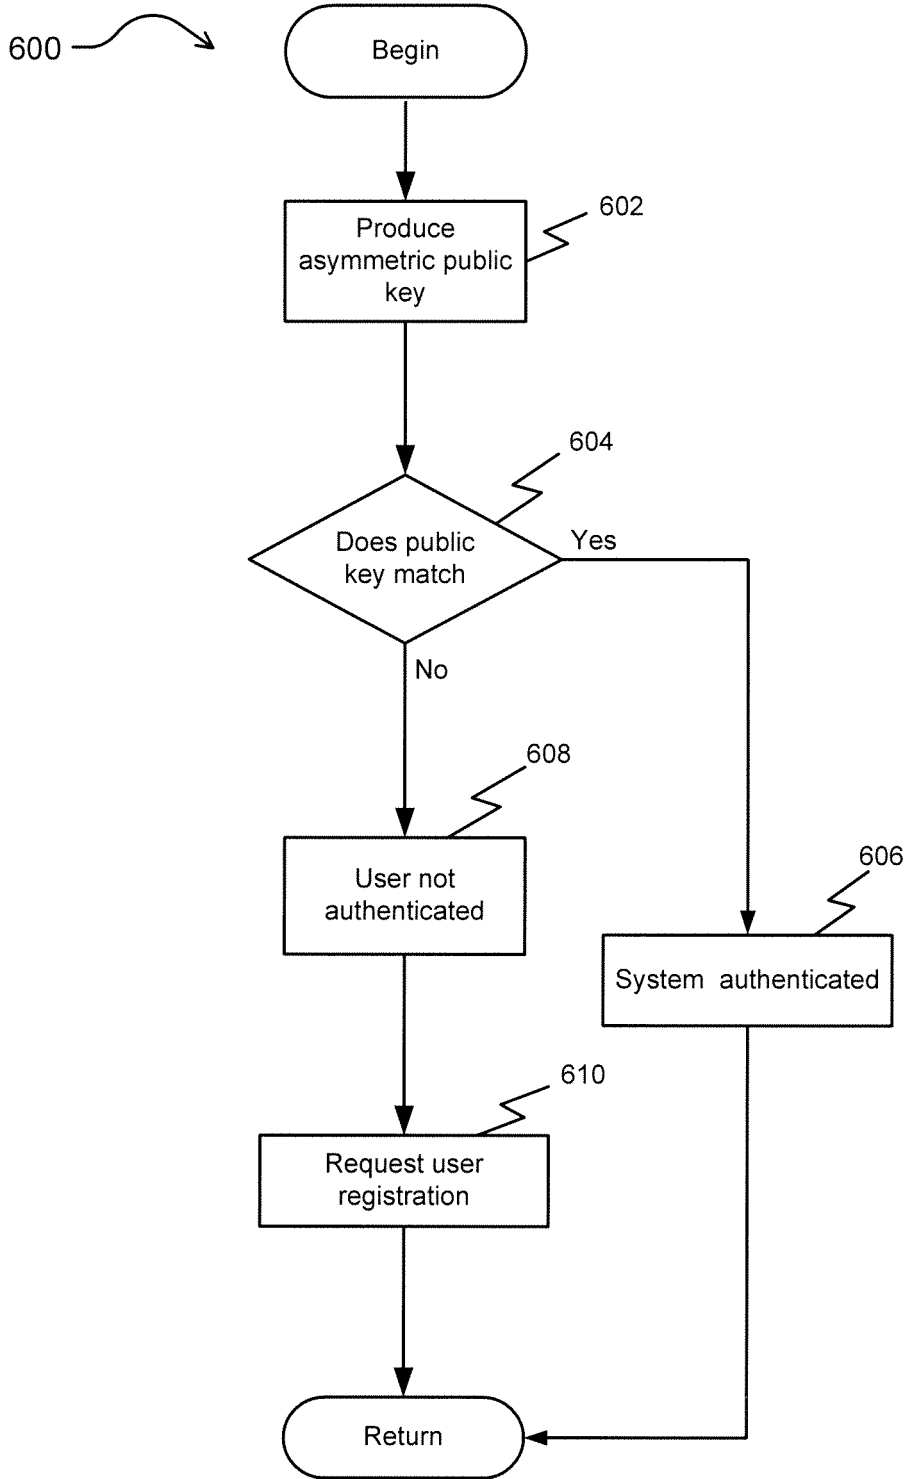 600
Begin
602
Produce
asymmetric public
key
604
Does public
key match
Yes
No
608
User not
authenticated
606
System authenticated
610
Request user
registration
Return